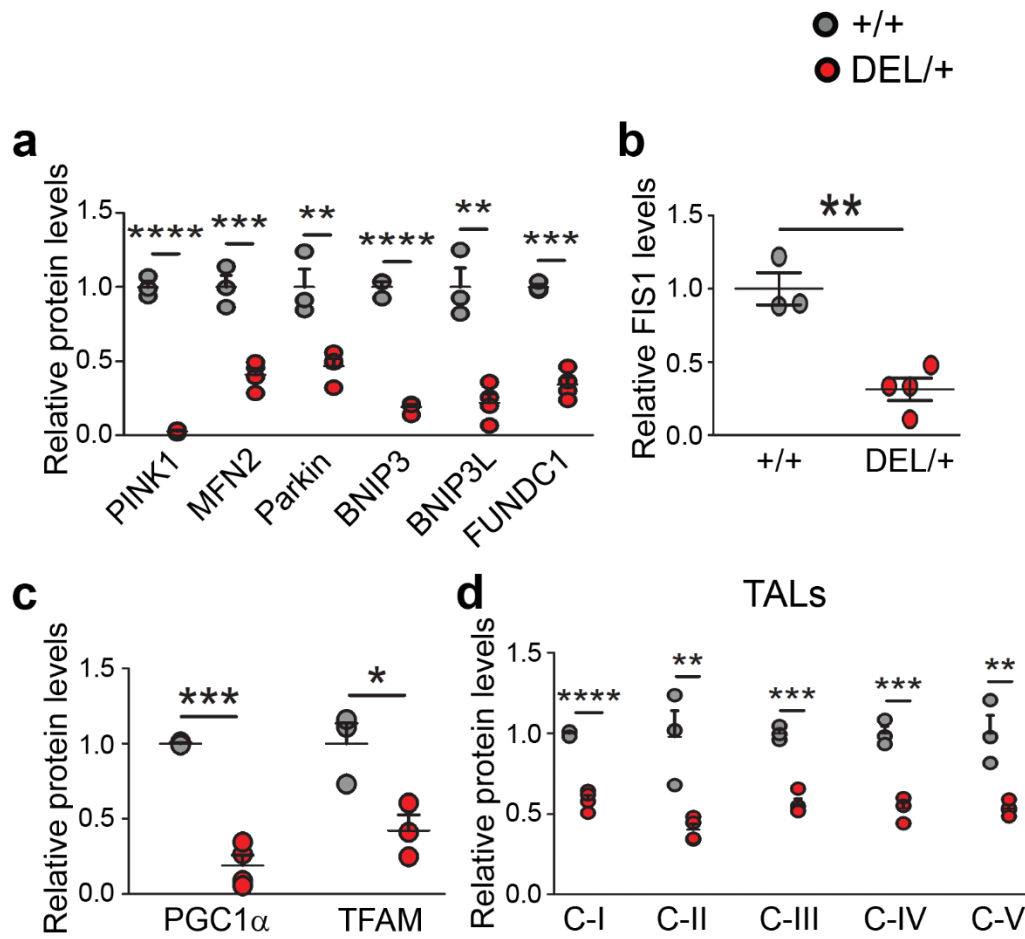 +/+
DEL/+
a
Relative protein levels
1.5
1.0
0.5
0.0
**** *** ** **** ** ***
PINK1
MFN2
Parkin
BNIP3
BNIP3L
FUNDC1
b
Relative FIS1 levels
1.5
1.0
0.5
0.0
**
+/+ DEL/+
c
Relative protein levels
1.5
1.0
0.5
0.0
*** *
PGC1α TFAM
d
TALs
Relative protein levels
1.5
1.0
0.5
0.0
**** ** *** *** **
C-I C-II C-III C-IV C-V